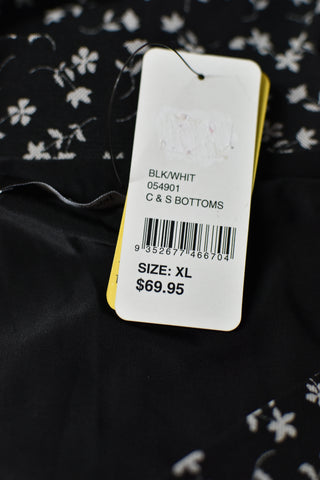 BLK/WHIT
054901
C & S BOTTOMS
9 352677 466704
SIZE: XL
$69.95